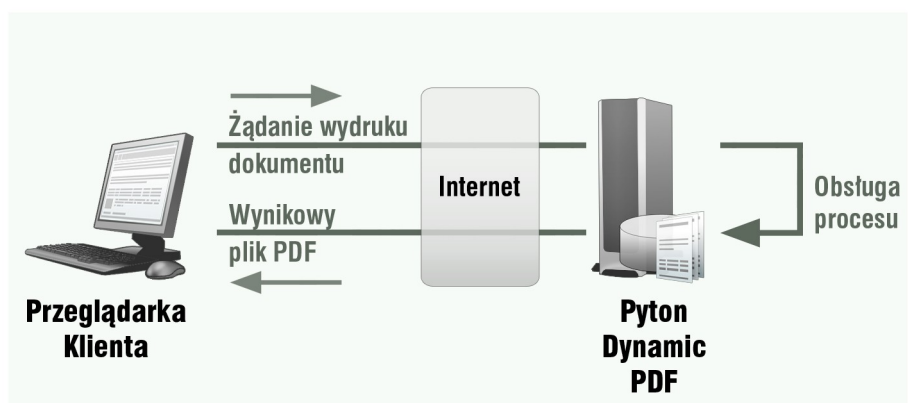 Żądanie wydruku
dokumentu
Wynikowy
plik PDF
Internet
Obsługa
procesu
Przeglądarka
Klienta
Pyton
Dynamic
PDF